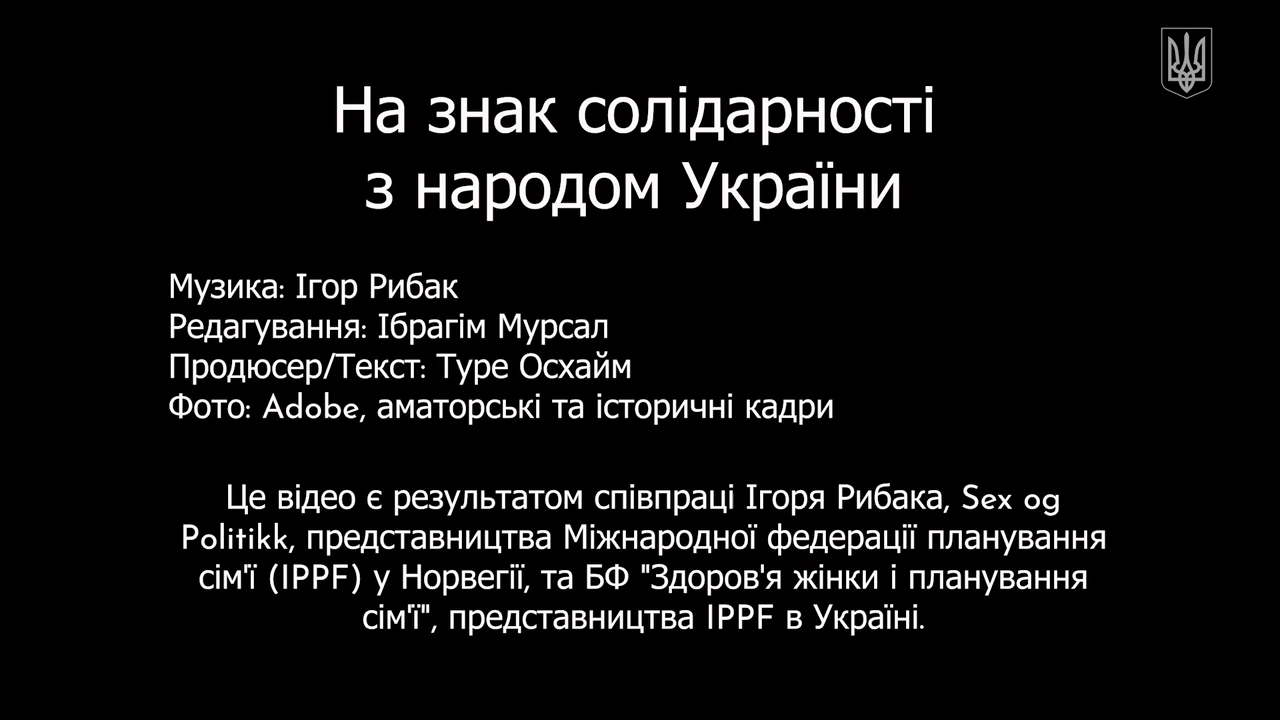 На знак солідарності
з народом України
Музика: Ігор Рибак
Редагування: Ібрагім Мурсал
Продюсер/Текст: Туре Осхайм
Фото: Adobe, аматорські та історичні кадри
Це відео є результатом співпраці Ігоря Рибака, Sex og
Politikk, представництва Міжнародної федерації планування
сім'ї (IPPF) у Норвегії, та БФ "Здоров'я жінки і планування
сім'ї", представництва IPPF в Україні.